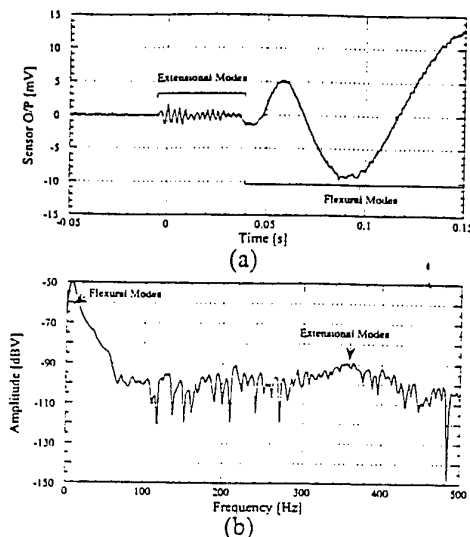 15
10
5
0
-5
-10
-15
Sensor O/P [mV]
Extensional Modes
Flexural Modes
-0.05 0 0.05 0.1 0.15
Time [s]
(a)
-50
-70
-90
-110
-130
-150
Amplitude [dBV]
Flexural Modes
Extensional Modes
0 100 200 300 400 500
Frequency [Hz]
(b)